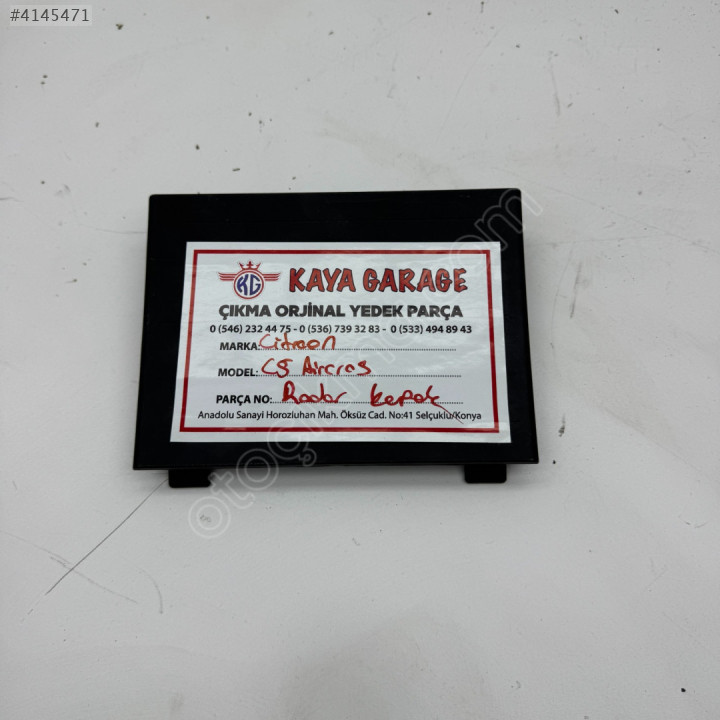 #4145471
KG
KAYA GARAGE
ÇIKMA ORJİNAL YEDEK PARÇA
0 (546) 232 44 75 - 0 (536) 739 32 83 - 0 (533) 494 89 43
MARKA: Citroen
MODEL: C5 Aircros
PARÇA NO: Radar kapak
Anadolu Sanayi Horozluhan Mah. Öksüz Cad. No:41 Selçuklu/Konya